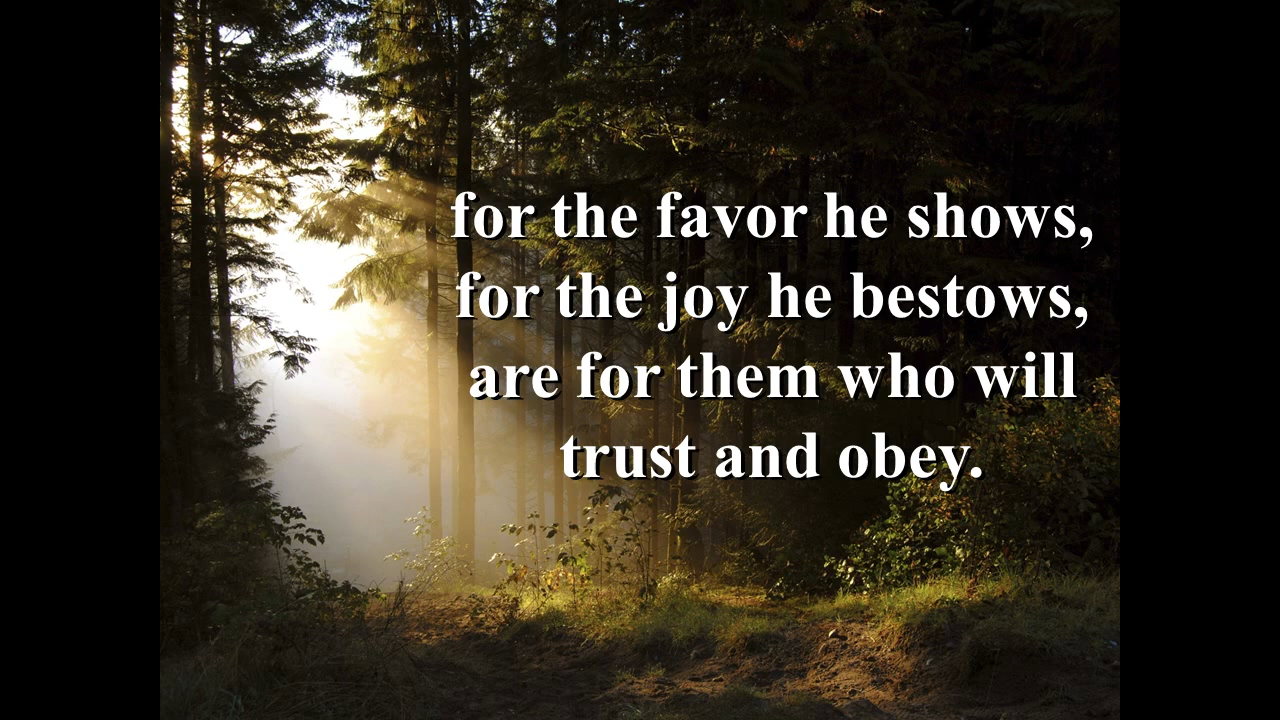 for the favor he shows,
for the joy he bestows,
are for them who will
trust and obey.